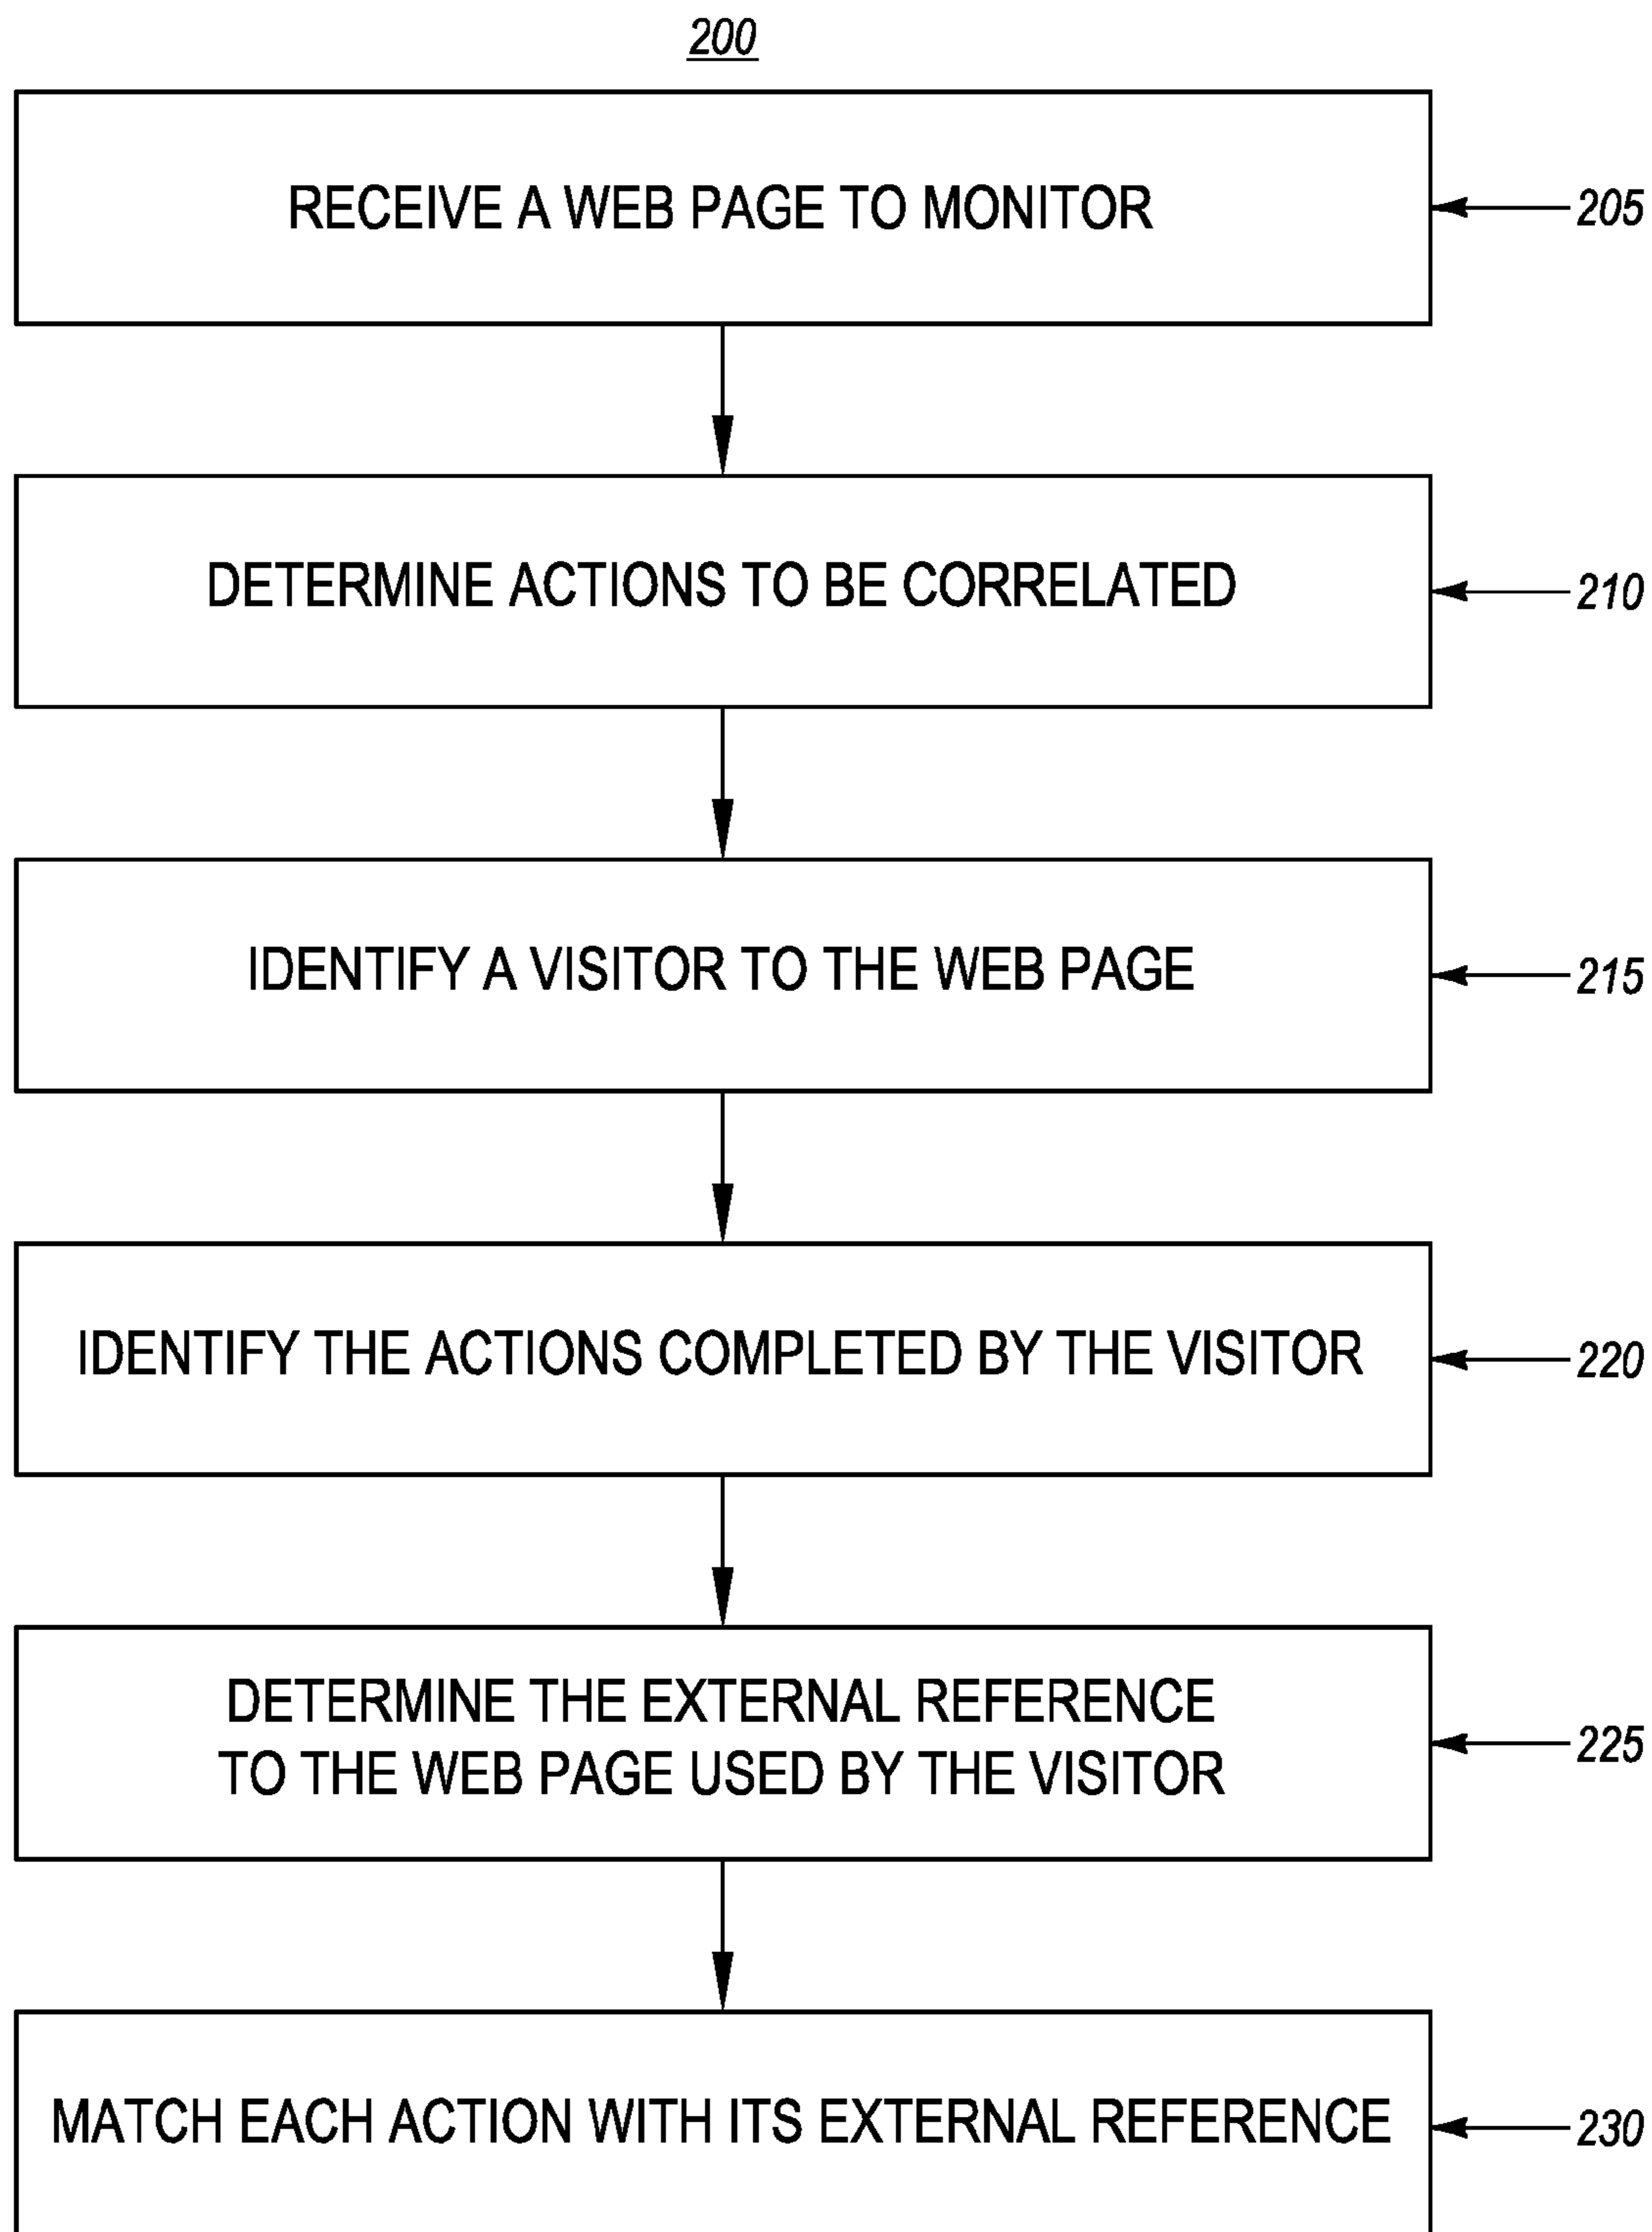 200
RECEIVE A WEB PAGE TO MONITOR
205
DETERMINE ACTIONS TO BE CORRELATED
210
IDENTIFY A VISITOR TO THE WEB PAGE
215
IDENTIFY THE ACTIONS COMPLETED BY THE VISITOR
220
DETERMINE THE EXTERNAL REFERENCE
TO THE WEB PAGE USED BY THE VISITOR
225
MATCH EACH ACTION WITH ITS EXTERNAL REFERENCE
230